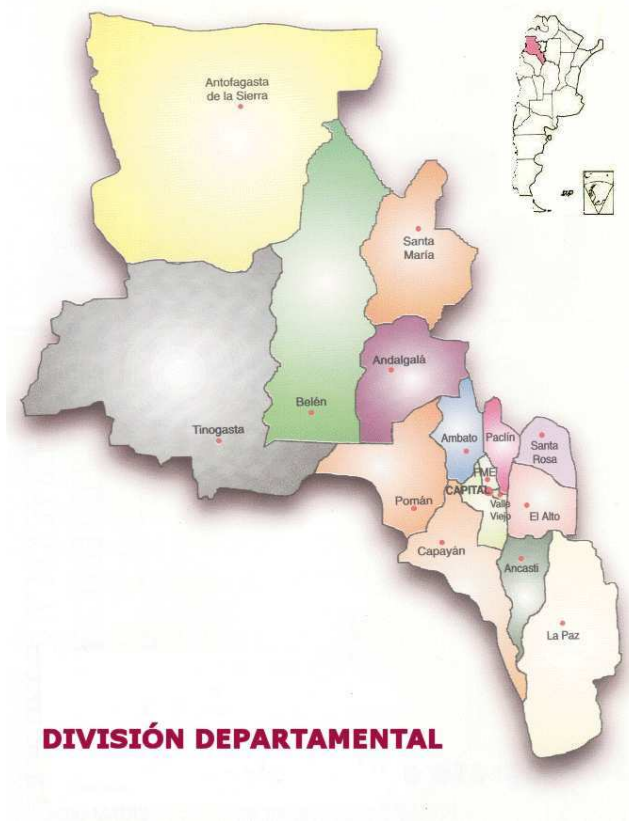 Antofagasta
de la Sierra
Santa
María
Andalgalá
Belén
Tinogasta
Ambato
Paclín
Santa
Rosa
FME
CAPITAL
Valle
Viejo
El Alto
Pomán
Capayán
Ancasti
La Paz
DIVISIÓN DEPARTAMENTAL